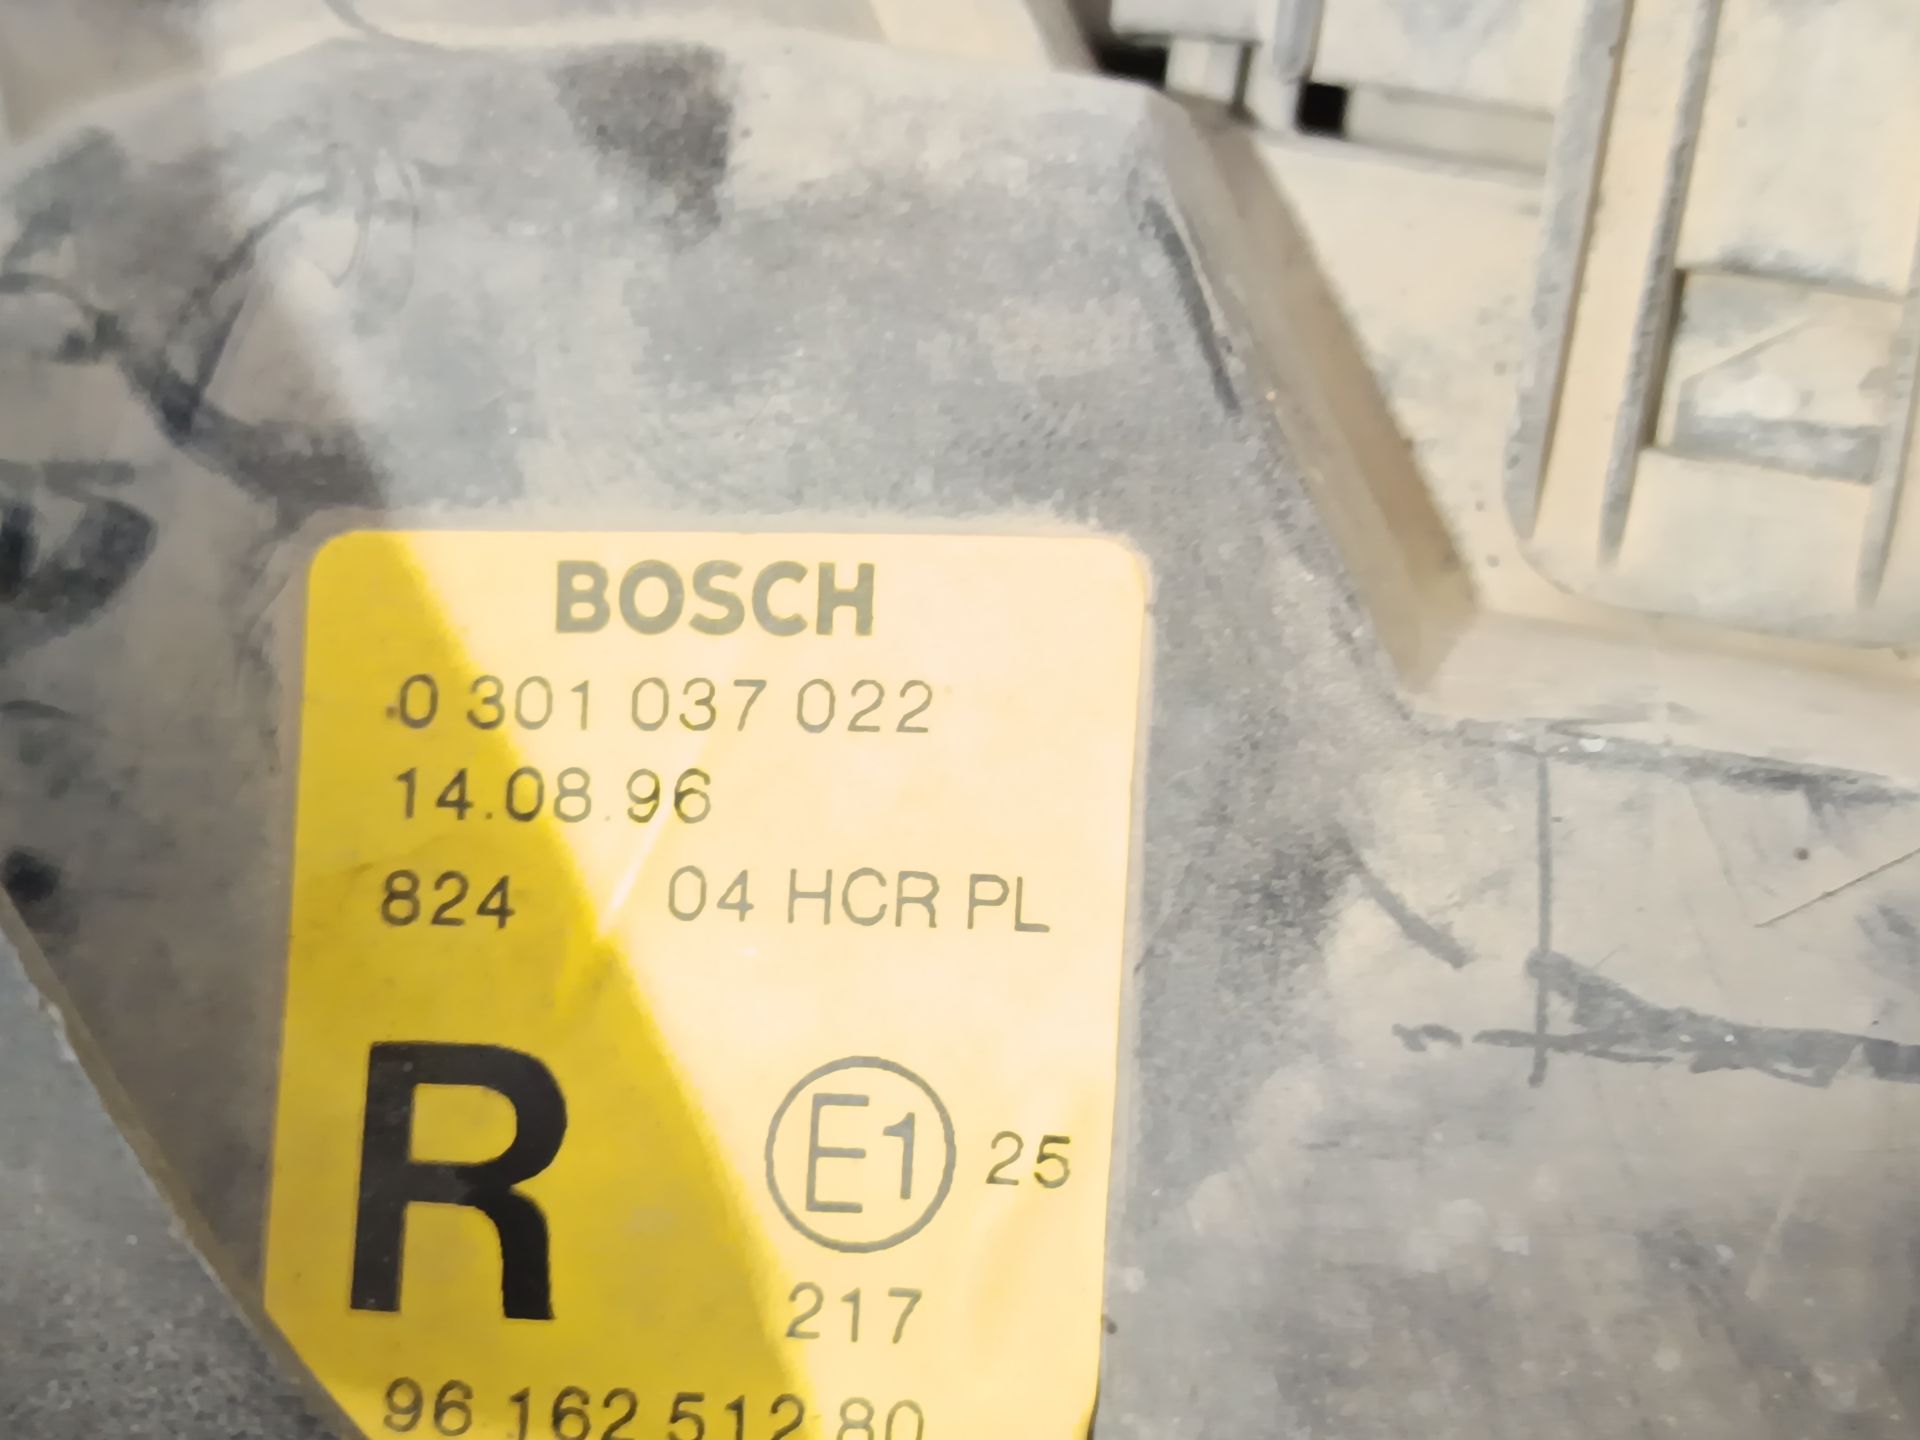 BOSCH
0 301 037 022
14.08.96
824 04 HCR PL
R E1 25
217
96 162 512 80